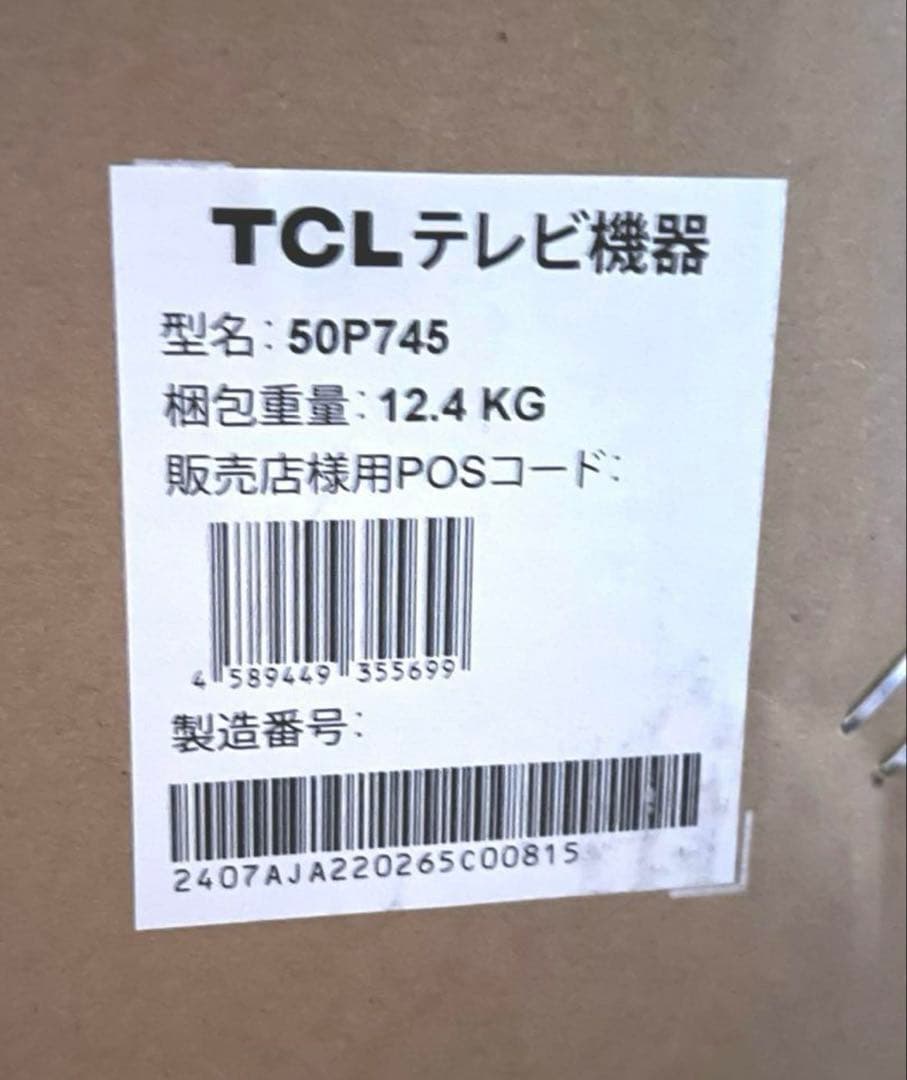 TCLテレビ機器
型名: 50P745
梱包重量: 12.4 KG
販売店様用POSコード:
4 589449 355699
製造番号:
2407AJA220265C00815